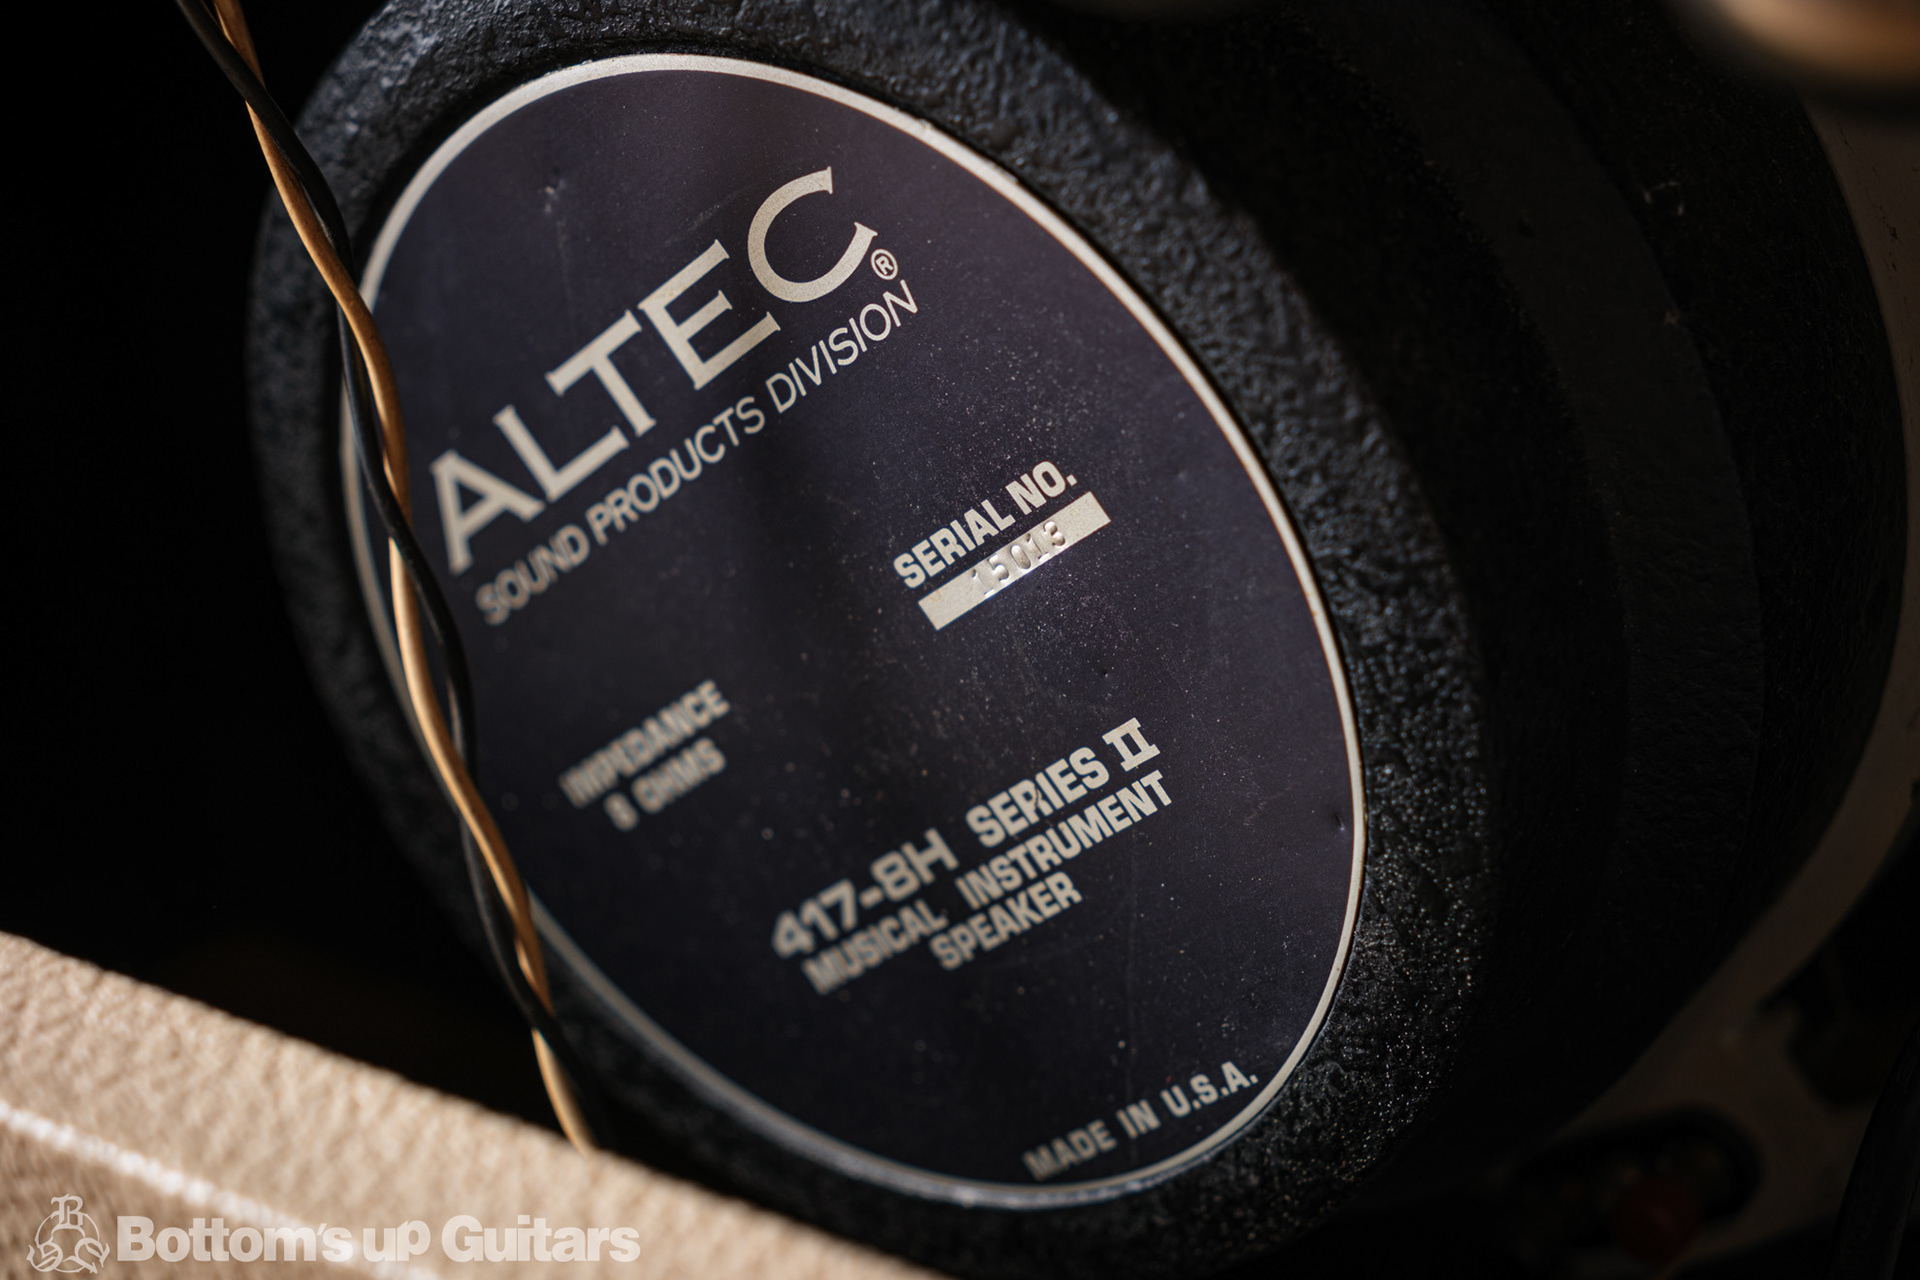 ALTEC®
SOUND PRODUCTS DIVISION
SERIAL NO.
15013
IMPEDANCE
8 OHMS
417-8H SERIES II
MUSICAL INSTRUMENT
SPEAKER
MADE IN U.S.A.
Bottom's up Guitars